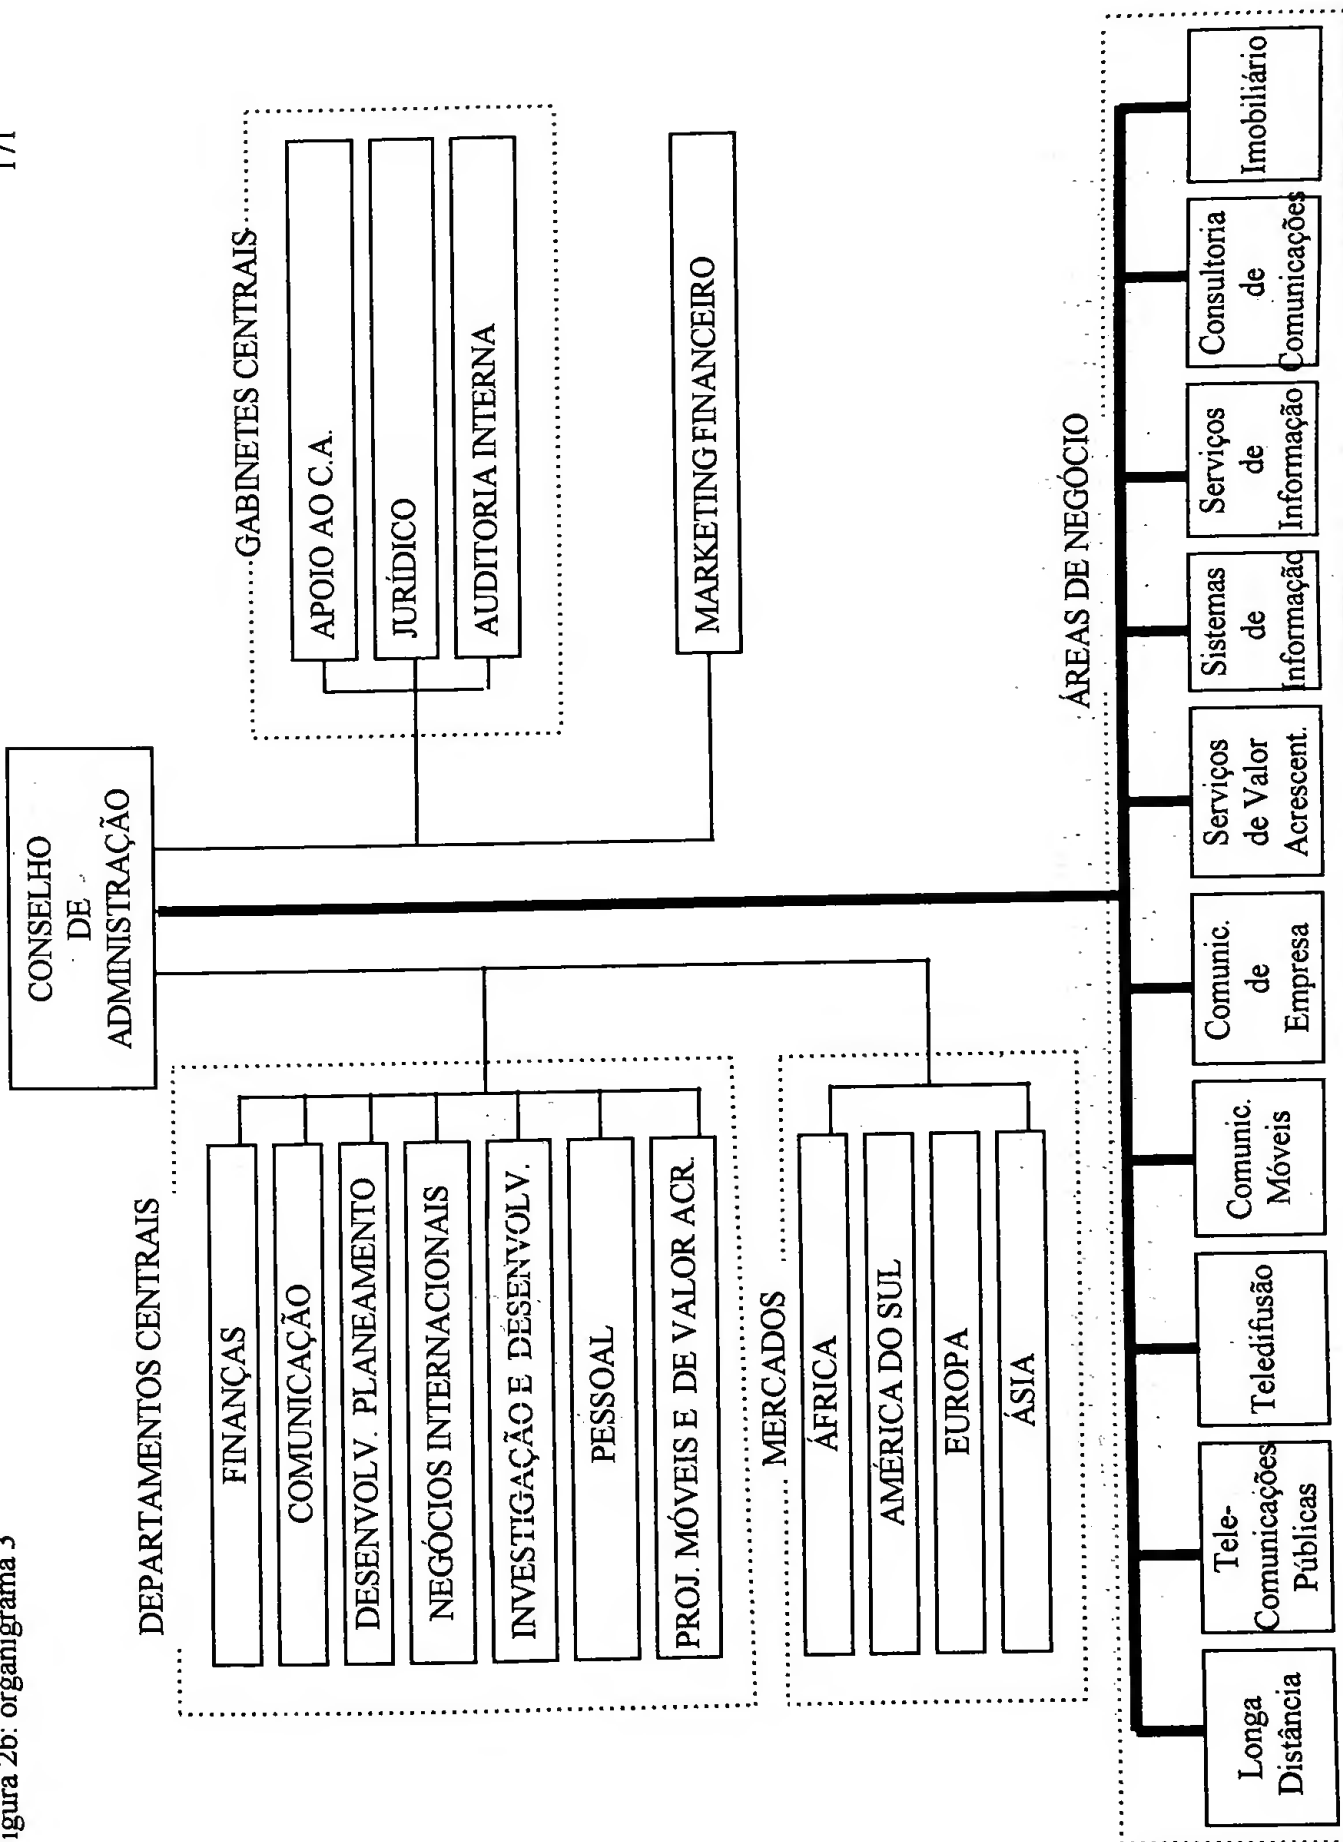 igura 2b: organigrama 3
171
CONSELHO
DE
ADMINISTRAÇÃO
DEPARTAMENTOS CENTRAIS
FINANÇAS
COMUNICAÇÃO
DESENVOLV. PLANEAMENTO
NEGÓCIOS INTERNACIONAIS
INVESTIGAÇÃO E DESENVOLV.
PESSOAL
PROJ. MÓVEIS E DE VALOR ACR.
MERCADOS
ÁFRICA
AMÉRICA DO SUL
EUROPA
ÁSIA
GABINETES CENTRAIS
APOIO AO C.A.
JURÍDICO
AUDITORIA INTERNA
MARKETING FINANCEIRO
ÁREAS DE NEGÓCIO
Longa
Distância
Tele-
Comunicações
Públicas
Teledifusão
Comunic.
Móveis
Comunic.
de
Empresa
Serviços
de Valor
Acrescent.
Sistemas
de
Informação
Serviços
de
Informação
Consultoria
de
Comunicações
Imobiliário